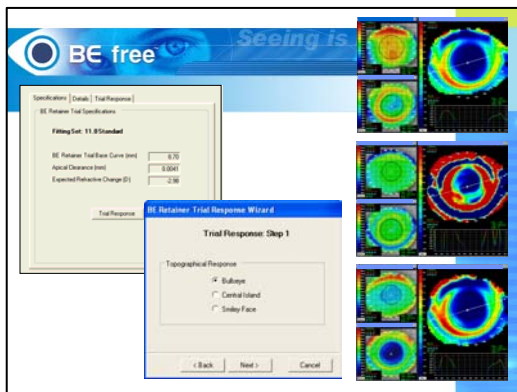 Seeing is
BE free
Specifications Details Trial Response
BE Retainer Trial Specifications
Fitting Set: 11.0 Standard
BE Retainer Trial Base Curve (mm) 8.70
Apical Clearance (mm) 0.0041
Expected Refractive Change (D) -2.98
Trial Response
BE Retainer Trial Response Wizard
Trial Response: Step 1
Topographical Response
Bullseye
Central Island
Smiley Face
< Back Next > Cancel